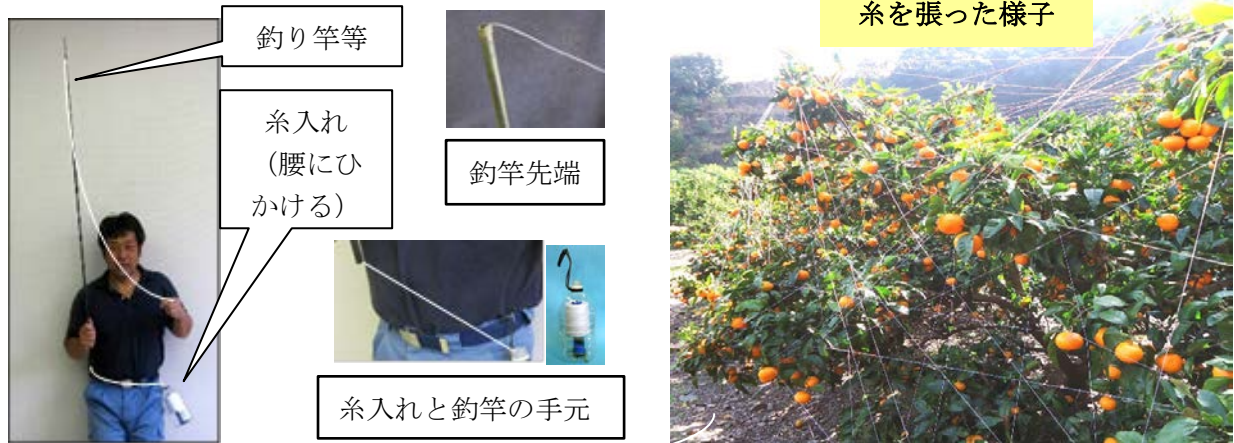 釣り竿等
糸入れ
（腰にひ
かける）
釣竿先端
糸入れと釣竿の手元
糸を張った様子